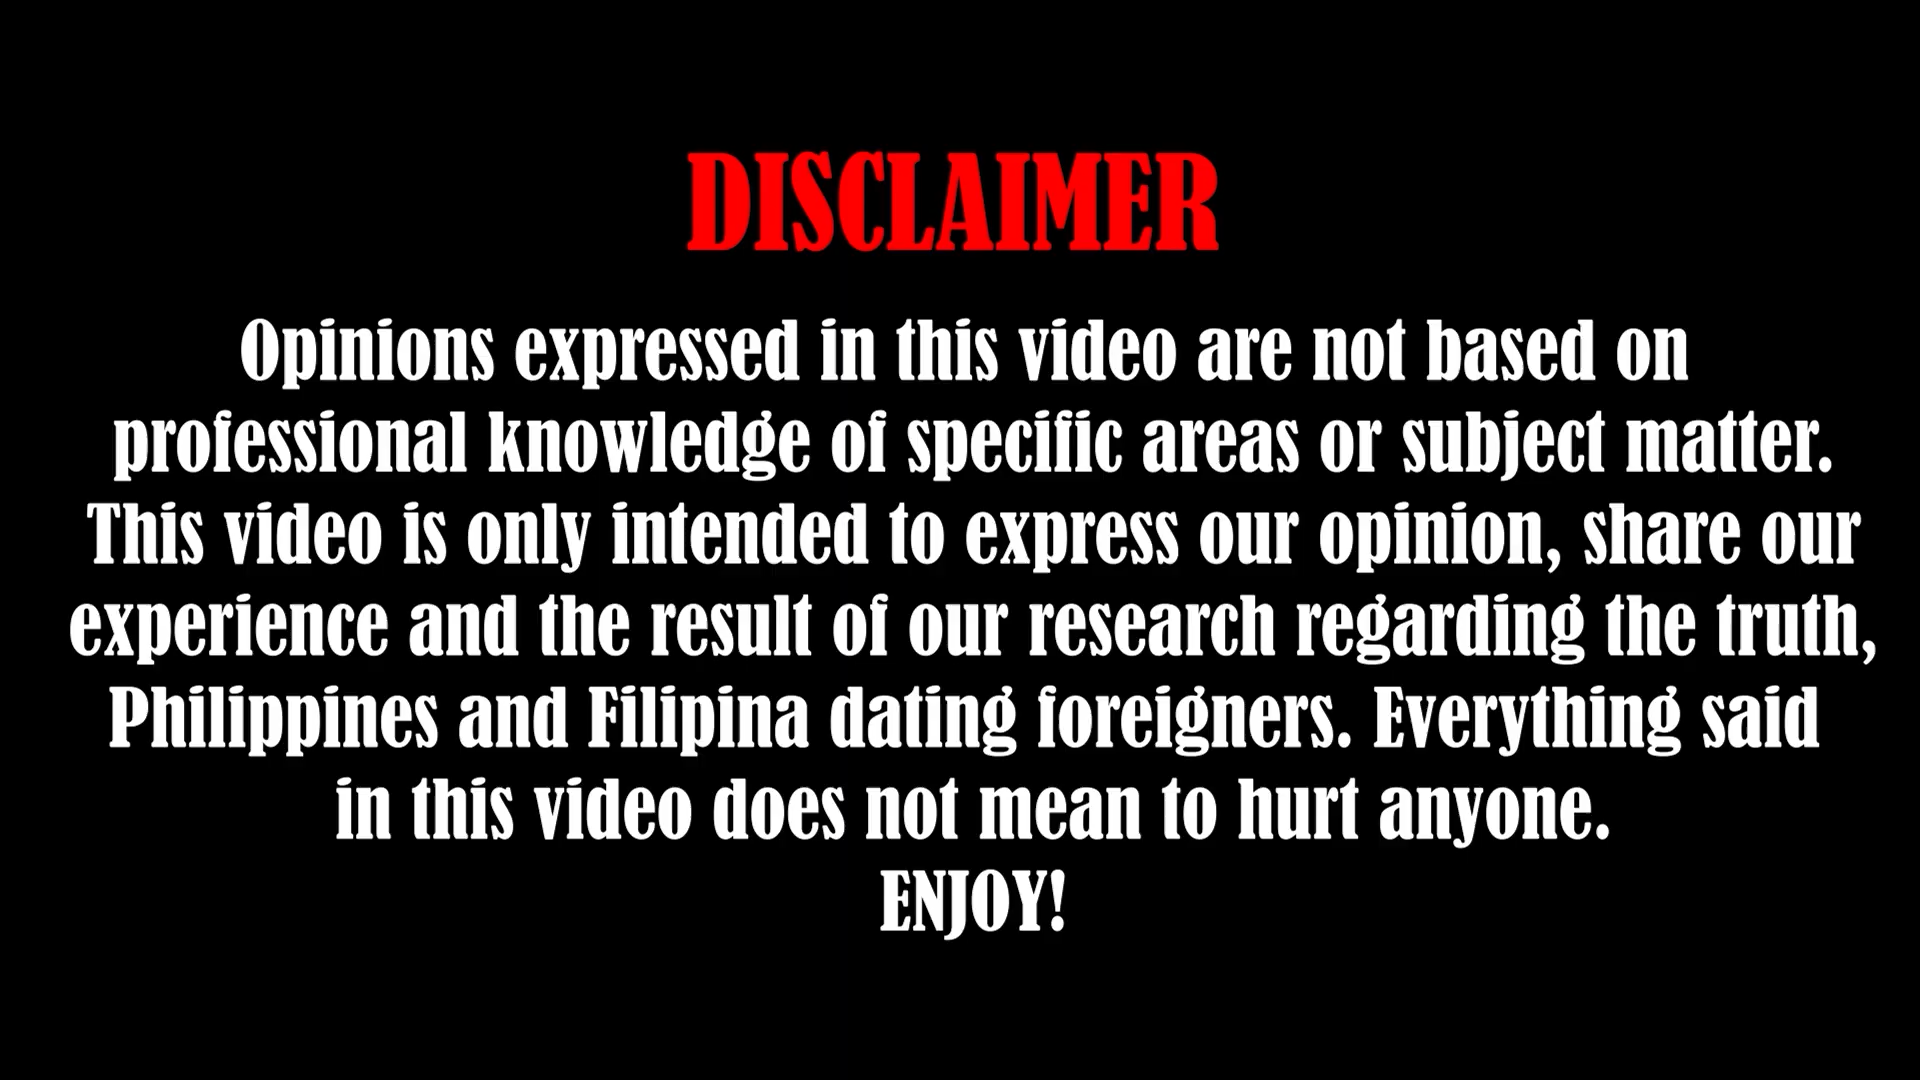 DISCLAIMER
Opinions expressed in this video are not based on
professional knowledge of specific areas or subject matter.
This video is only intended to express our opinion, share our
experience and the result of our research regarding the truth,
Philippines and Filipina dating foreigners. Everything said
in this video does not mean to hurt anyone.
ENJOY!